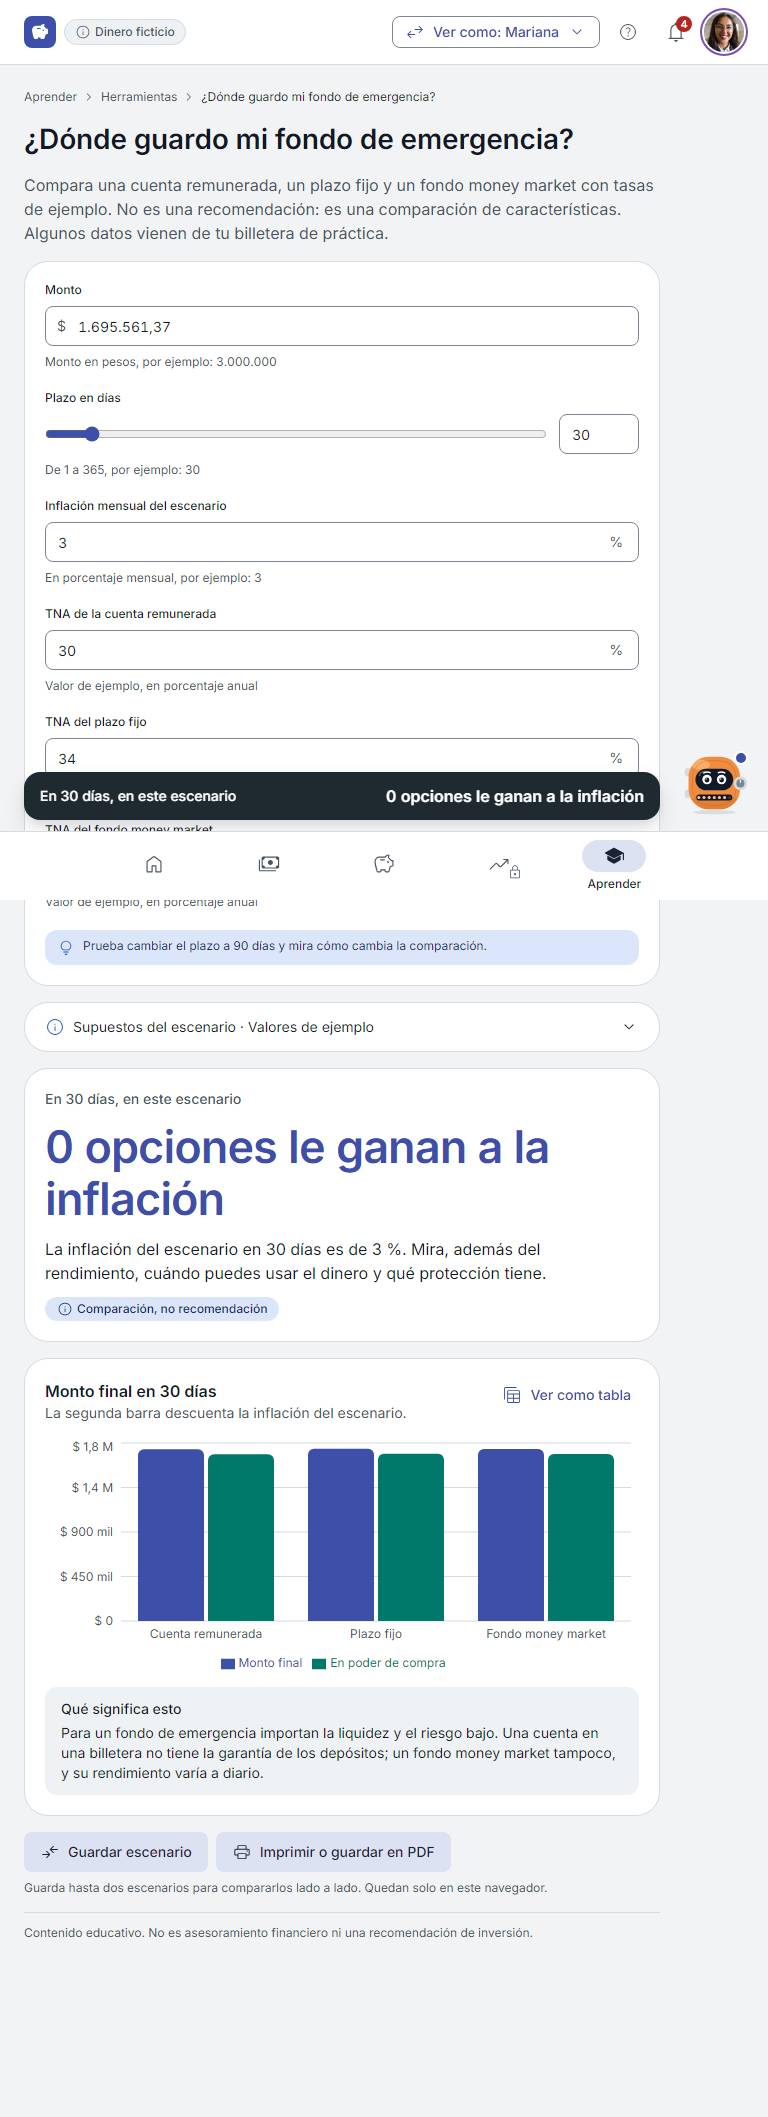 Dinero ficticio
Ver como: Mariana
4
Aprender > Herramientas > ¿Dónde guardo mi fondo de emergencia?
¿Dónde guardo mi fondo de emergencia?
Compara una cuenta remunerada, un plazo fijo y un fondo money market con tasas
de ejemplo. No es una recomendación: es una comparación de características.
Algunos datos vienen de tu billetera de práctica.
Monto
$ 1.695.561,37
Monto en pesos, por ejemplo: 3.000.000
Plazo en días
30
De 1 a 365, por ejemplo: 30
Inflación mensual del escenario
3 %
En porcentaje mensual, por ejemplo: 3
TNA de la cuenta remunerada
30 %
Valor de ejemplo, en porcentaje anual
TNA del plazo fijo
34 %
En 30 días, en este escenario 0 opciones le ganan a la inflación
TNA del fondo money market
Aprender
Valor de ejemplo, en porcentaje anual
Prueba cambiar el plazo a 90 días y mira cómo cambia la comparación.
Supuestos del escenario · Valores de ejemplo
En 30 días, en este escenario
0 opciones le ganan a la
inflación
La inflación del escenario en 30 días es de 3 %. Mira, además del
rendimiento, cuándo puedes usar el dinero y qué protección tiene.
Comparación, no recomendación
Monto final en 30 días
Ver como tabla
La segunda barra descuenta la inflación del escenario.
$ 1,8 M
$ 1,4 M
$ 900 mil
$ 450 mil
$ 0
Cuenta remunerada Plazo fijo Fondo money market
Monto final En poder de compra
Qué significa esto
Para un fondo de emergencia importan la liquidez y el riesgo bajo. Una cuenta en
una billetera no tiene la garantía de los depósitos; un fondo money market tampoco,
y su rendimiento varía a diario.
Guardar escenario Imprimir o guardar en PDF
Guarda hasta dos escenarios para compararlos lado a lado. Quedan solo en este navegador.
Contenido educativo. No es asesoramiento financiero ni una recomendación de inversión.